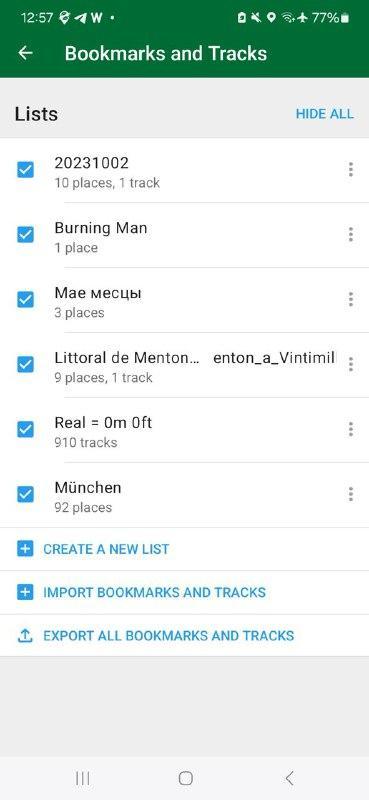 12:57 W 77%
Bookmarks and Tracks
Lists HIDE ALL
20231002
10 places, 1 track
Burning Man
1 place
Мае месцы
3 places
Littoral de Menton... enton_a_Vintimil
9 places, 1 track
Real = 0m 0ft
910 tracks
München
92 places
CREATE A NEW LIST
IMPORT BOOKMARKS AND TRACKS
EXPORT ALL BOOKMARKS AND TRACKS